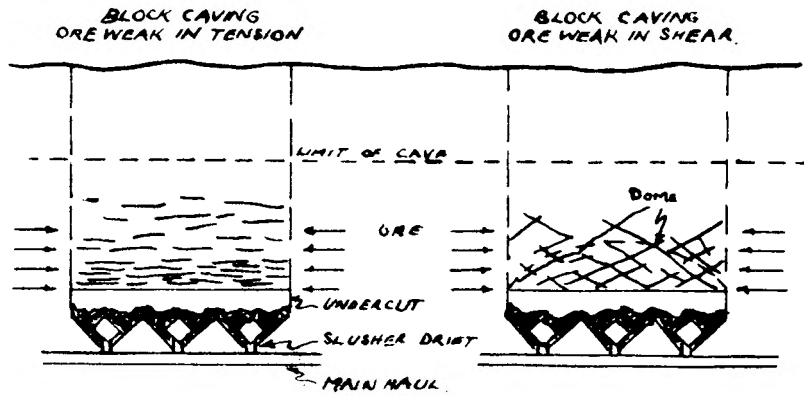 BLOCK CAVING
ORE WEAK IN TENSION
BLOCK CAVING
ORE WEAK IN SHEAR.
LIMIT OF CAVE
Dome
ORE
UNDERCUT
SLUSHER DRIFT
MAIN HAUL.